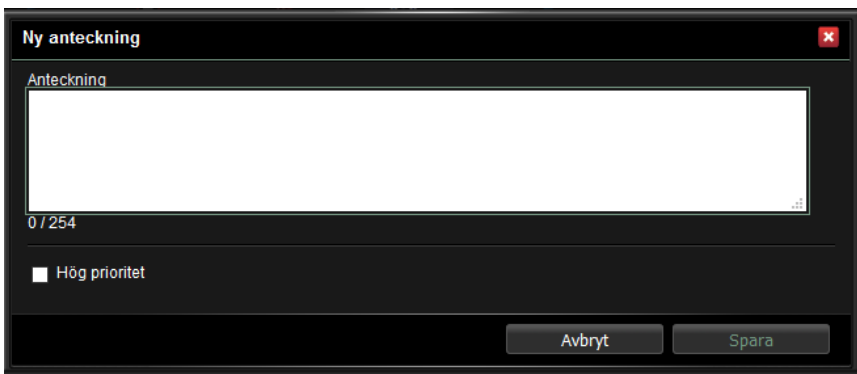 Ny anteckning
Anteckning
0 / 254
Hög prioritet
Avbryt Spara